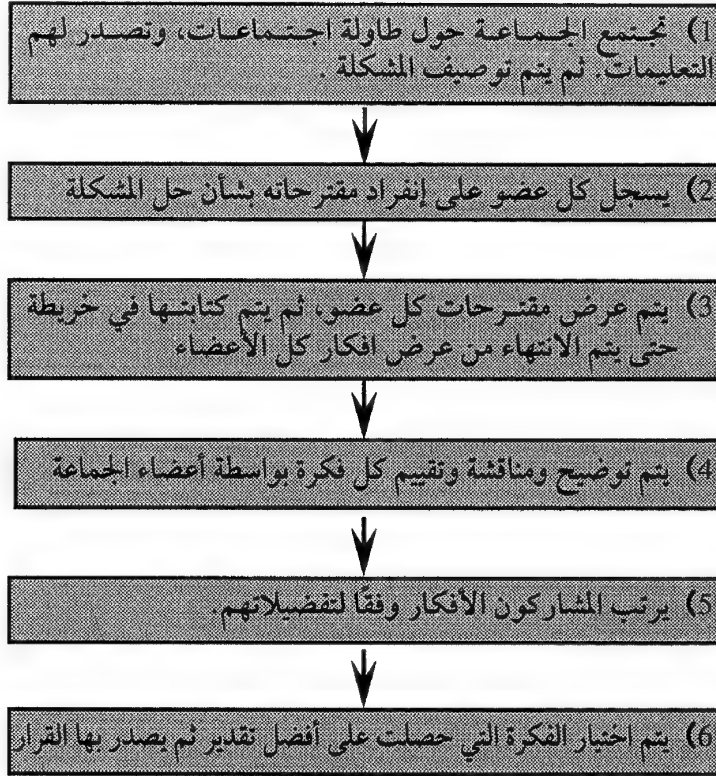 1) تجتمع الجماعة حول طاولة اجتماعات، وتصدر لهم
التعليمات. ثم يتم توصيف المشكلة .
2) يسجل كل عضو على إنفراد مقترحاته بشأن حل المشكلة
3) يتم عرض مقترحات كل عضو، ثم يتم كتابتها في خريطة
حتى يتم الانتهاء من عرض افكار كل الأعضاء
4) يتم توضيح ومناقشة وتقييم كل فكرة بواسطة أعضاء الجماعة
5) يرتب المشاركون الأفكار وفقًا لتفضيلاتهم.
6) يتم اختيار الفكرة التي حصلت على أفضل تقدير ثم يصدر بها القرار